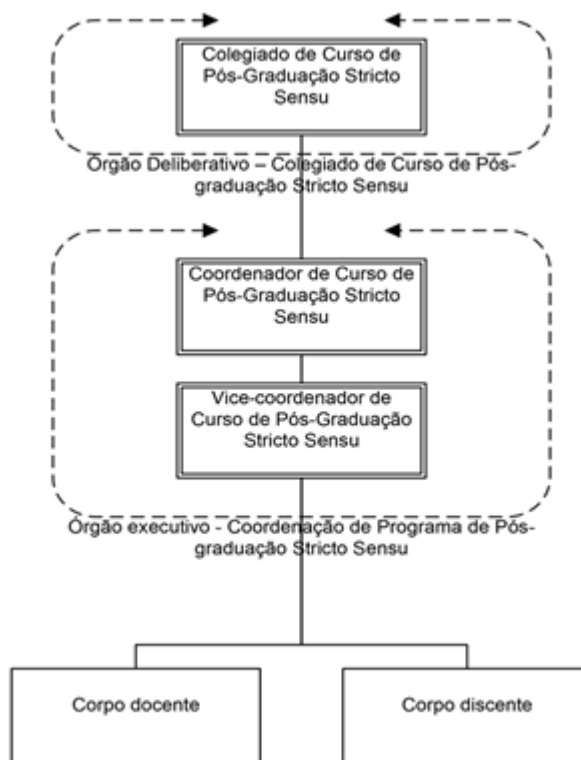 Colegiado de Curso de
Pós-Graduação Stricto
Sensu
Órgão Deliberativo – Colegiado de Curso de Pós-
graduação Stricto Sensu
Coordenador de Curso de
Pós-Graduação Stricto
Sensu
Vice-coordenador de
Curso de Pós-Graduação
Stricto Sensu
Órgão executivo - Coordenação de Programa de Pós-
graduação Stricto Sensu
Corpo docente
Corpo discente